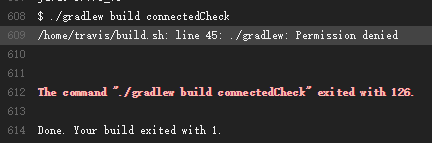 608 $ ./gradlew build connectedCheck
609 /home/travis/build.sh: line 45: ./gradlew: Permission denied
610
611
612 The command "./gradlew build connectedCheck" exited with 126.
613
614 Done. Your build exited with 1.